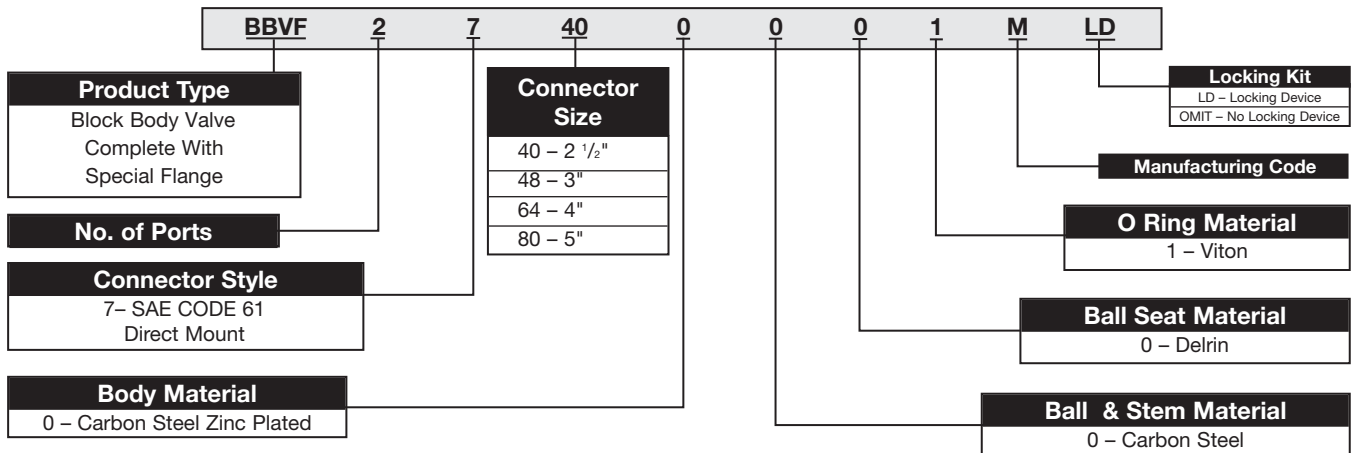 BBVF 2 7 40 0 0 0 1 M LD
Product Type
Block Body Valve
Complete With
Special Flange
No. of Ports
Connector Style
7– SAE CODE 61
Direct Mount
Body Material
0 – Carbon Steel Zinc Plated
Connector
Size
40 – 2 1/2"
48 – 3"
64 – 4"
80 – 5"
Locking Kit
LD – Locking Device
OMIT – No Locking Device
Manufacturing Code
O Ring Material
1 – Viton
Ball Seat Material
0 – Delrin
Ball & Stem Material
0 – Carbon Steel